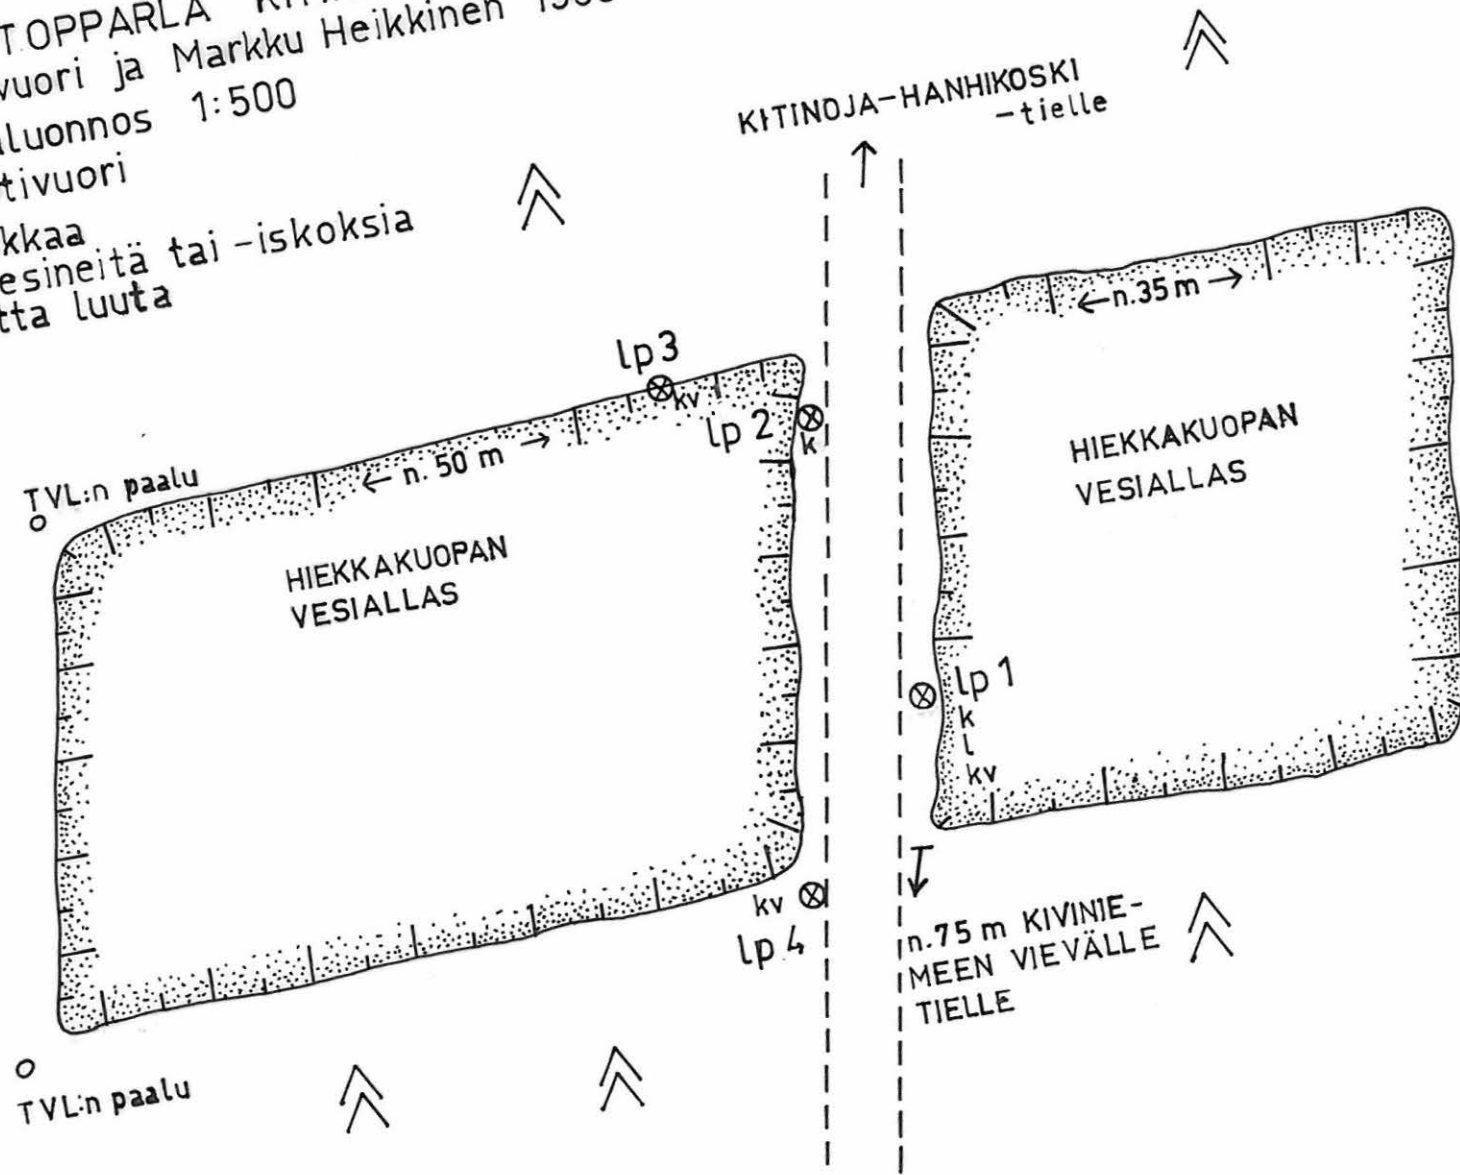 TOPPARLA
vuori ja Markku Heikkinen
luonnos 1:500
tivuori
kkaa
esineitä tai -iskoksia
tta luuta
KITINOJA-HANHIKOSKI
-tielle
←n.35m→
lp3
kv
lp 2
k
← n. 50 m →
TVL:n paalu
HIEKKAKUOPAN
VESIALLAS
HIEKKAKUOPAN
VESIALLAS
lp 1
k
l
kv
kv
lp.4
n.75 m KIVINIE-
MEEN VIEVÄLLE
TIELLE
TVL:n paalu